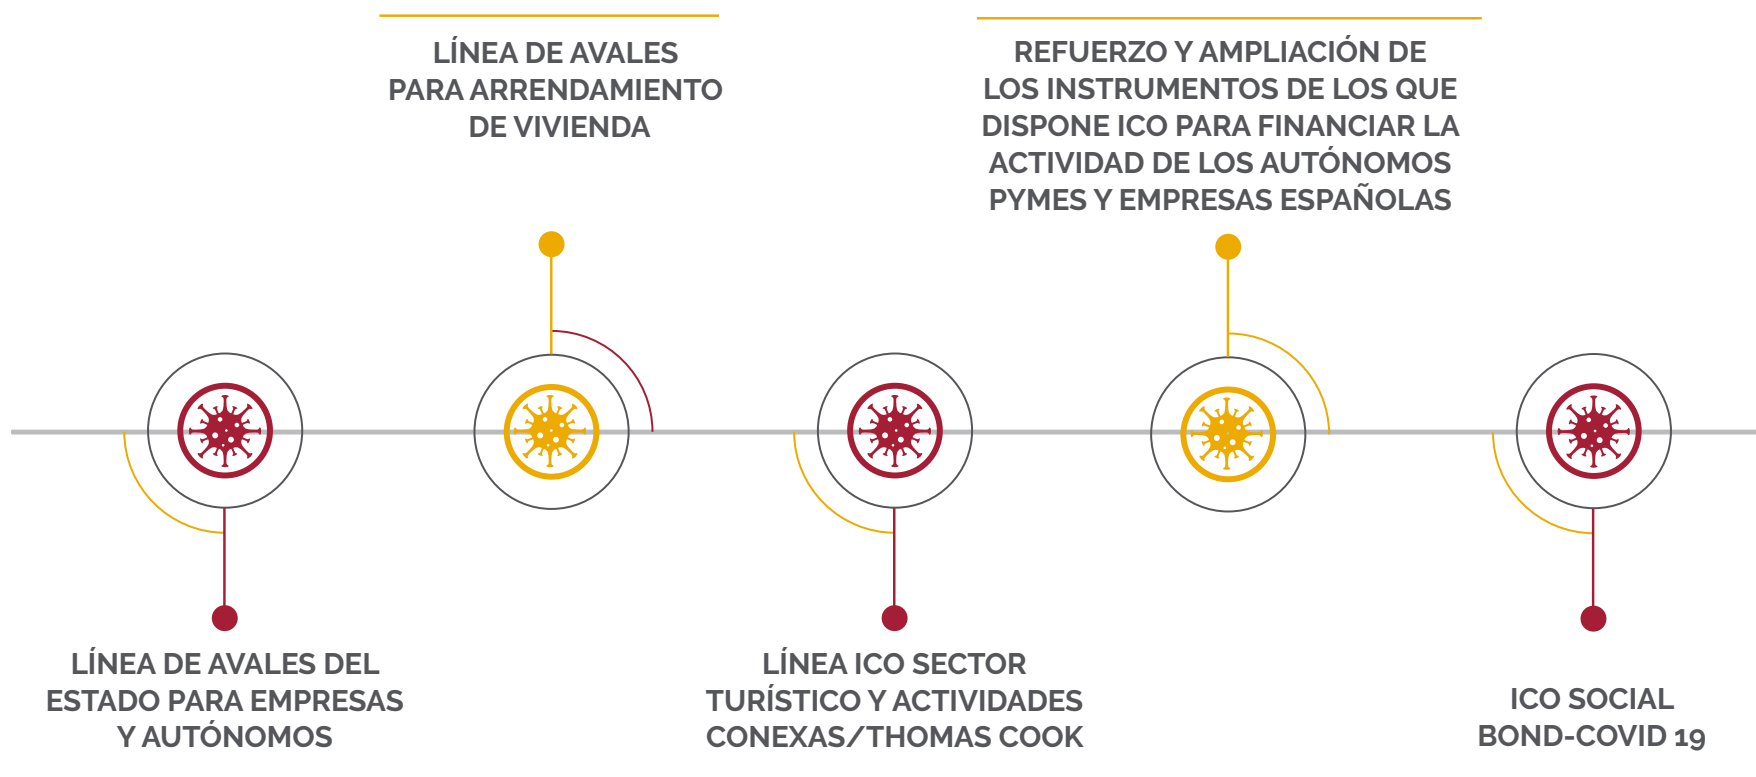 LÍNEA DE AVALES
PARA ARRENDAMIENTO
DE VIVIENDA
REFUERZO Y AMPLIACIÓN DE
LOS INSTRUMENTOS DE LOS QUE
DISPONE ICO PARA FINANCIAR LA
ACTIVIDAD DE LOS AUTÓNOMOS
PYMES Y EMPRESAS ESPAÑOLAS
LÍNEA DE AVALES DEL
ESTADO PARA EMPRESAS
Y AUTÓNOMOS
LÍNEA ICO SECTOR
TURÍSTICO Y ACTIVIDADES
CONEXAS/THOMAS COOK
ICO SOCIAL
BOND-COVID 19